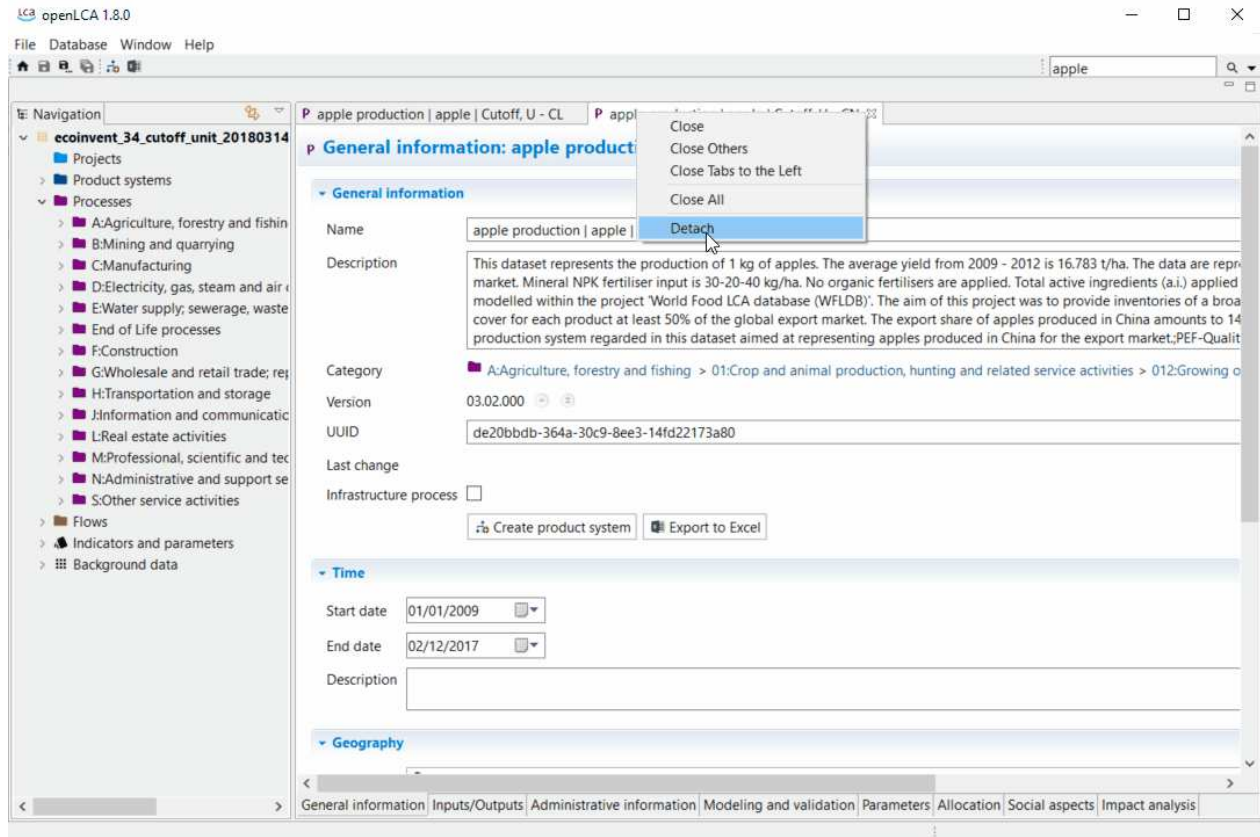 LCA openLCA 1.8.0
File Database Window Help
apple
Navigation
ecoinvent_34_cutoff_unit_20180314
Projects
Product systems
Processes
A:Agriculture, forestry and fishin
B:Mining and quarrying
C:Manufacturing
D:Electricity, gas, steam and air
E:Water supply; sewerage, waste
End of Life processes
F:Construction
G:Wholesale and retail trade; rep
H:Transportation and storage
J:Information and communicatic
L:Real estate activities
M:Professional, scientific and tec
N:Administrative and support se
S:Other service activities
Flows
Indicators and parameters
Background data
P apple production | apple | Cutoff, U - CL
P app
Close
Close Others
Close Tabs to the Left
Close All
Detach
P General information: apple producti
General information
Name apple production | apple |
Description This dataset represents the production of 1 kg of apples. The average yield from 2009 - 2012 is 16.783 t/ha. The data are repr
market. Mineral NPK fertiliser input is 30-20-40 kg/ha. No organic fertilisers are applied. Total active ingredients (a.i.) applied
modelled within the project 'World Food LCA database (WFLDB)'. The aim of this project was to provide inventories of a broa
cover for each product at least 50% of the global export market. The export share of apples produced in China amounts to 14
production system regarded in this dataset aimed at representing apples produced in China for the export market.;PEF-Qualit
Category A:Agriculture, forestry and fishing > 01:Crop and animal production, hunting and related service activities > 012:Growing o
Version 03.02.000
UUID de20bbdb-364a-30c9-8ee3-14fd22173a80
Last change
Infrastructure process
Create product system Export to Excel
Time
Start date 01/01/2009
End date 02/12/2017
Description
Geography
General information Inputs/Outputs Administrative information Modeling and validation Parameters Allocation Social aspects Impact analysis